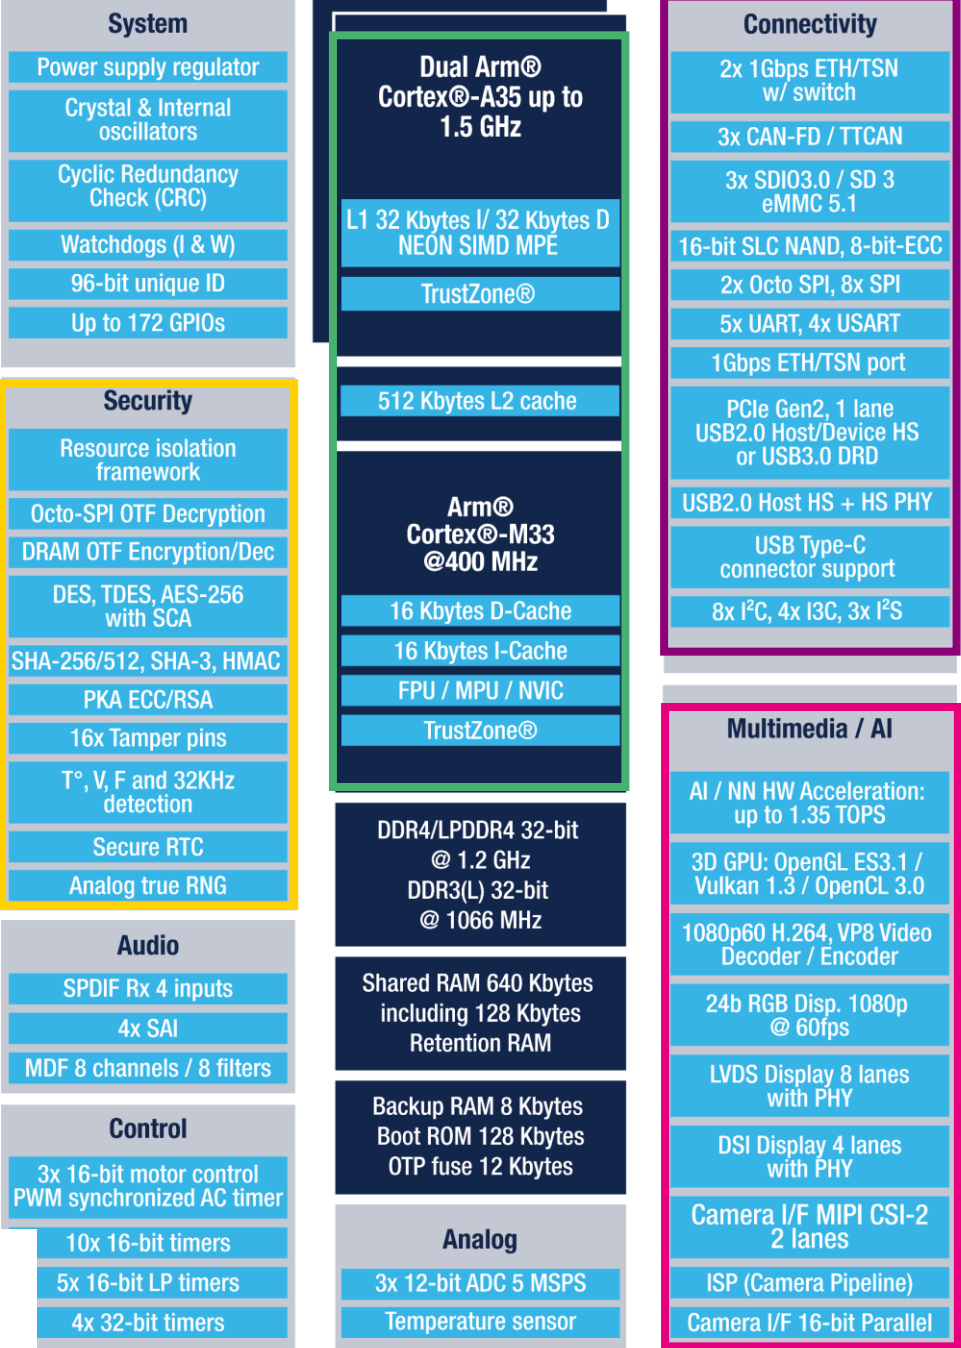 System
Power supply regulator
Crystal & Internal
oscillators
Cyclic Redundancy
Check (CRC)
Watchdogs (I & W)
96-bit unique ID
Up to 172 GPIOs
Security
Resource isolation
framework
Octo-SPI OTF Decryption
DRAM OTF Encryption/Dec
DES, TDES, AES-256
with SCA
SHA-256/512, SHA-3, HMAC
PKA ECC/RSA
16x Tamper pins
T°, V, F and 32KHz
detection
Secure RTC
Analog true RNG
Audio
SPDIF Rx 4 inputs
4x SAI
MDF 8 channels / 8 filters
Control
3x 16-bit motor control
PWM synchronized AC timer
10x 16-bit timers
5x 16-bit LP timers
4x 32-bit timers
Dual Arm®
Cortex®-A35 up to
1.5 GHz
L1 32 Kbytes I/ 32 Kbytes D
NEON SIMD MPE
TrustZone®
512 Kbytes L2 cache
Arm®
Cortex®-M33
@400 MHz
16 Kbytes D-Cache
16 Kbytes I-Cache
FPU / MPU / NVIC
TrustZone®
DDR4/LPDDR4 32-bit
@ 1.2 GHz
DDR3(L) 32-bit
@ 1066 MHz
Shared RAM 640 Kbytes
including 128 Kbytes
Retention RAM
Backup RAM 8 Kbytes
Boot ROM 128 Kbytes
OTP fuse 12 Kbytes
Analog
3x 12-bit ADC 5 MSPS
Temperature sensor
Connectivity
2x 1Gbps ETH/TSN
w/ switch
3x CAN-FD / TTCAN
3x SDIO3.0 / SD 3
eMMC 5.1
16-bit SLC NAND, 8-bit-ECC
2x Octo SPI, 8x SPI
5x UART, 4x USART
1Gbps ETH/TSN port
PCIe Gen2, 1 lane
USB2.0 Host/Device HS
or USB3.0 DRD
USB2.0 Host HS + HS PHY
USB Type-C
connector support
8x I²C, 4x I3C, 3x I²S
Multimedia / AI
AI / NN HW Acceleration:
up to 1.35 TOPS
3D GPU: OpenGL ES3.1 /
Vulkan 1.3 / OpenCL 3.0
1080p60 H.264, VP8 Video
Decoder / Encoder
24b RGB Disp. 1080p
@ 60fps
LVDS Display 8 lanes
with PHY
DSI Display 4 lanes
with PHY
Camera I/F MIPI CSI-2
2 lanes
ISP (Camera Pipeline)
Camera I/F 16-bit Parallel